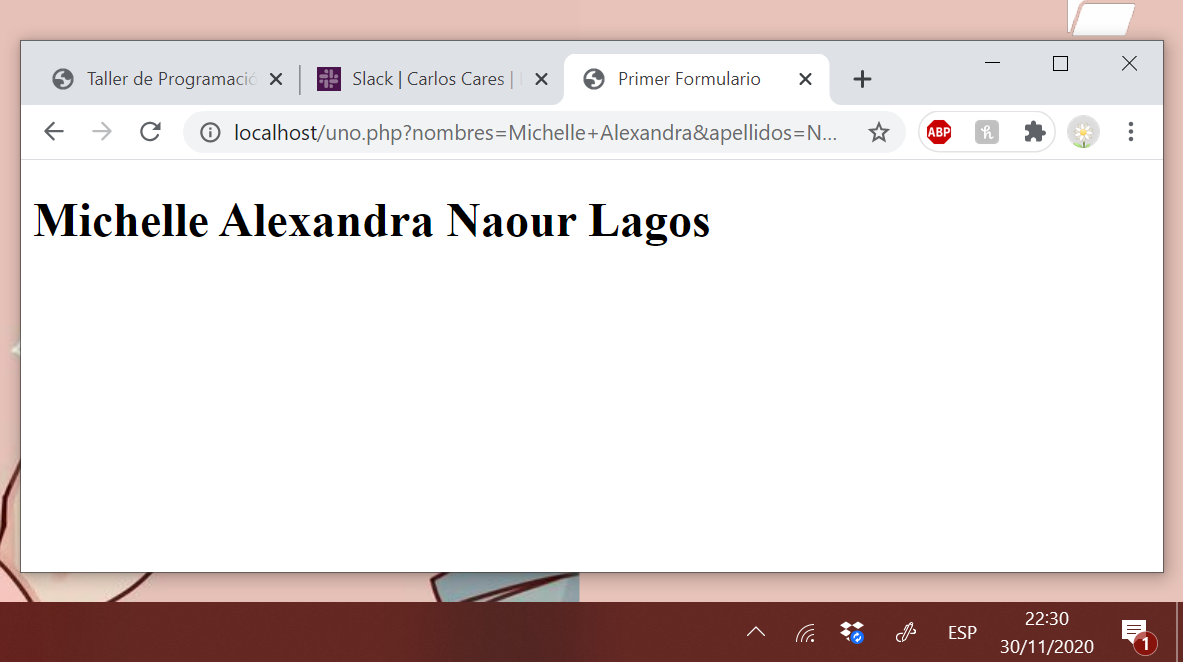 Taller de Programació
Slack | Carlos Cares |
Primer Formulario
localhost/uno.php?nombres=Michelle+Alexandra&apellidos=N...
ABP
h
Michelle Alexandra Naour Lagos
ESP
22:30
30/11/2020
1